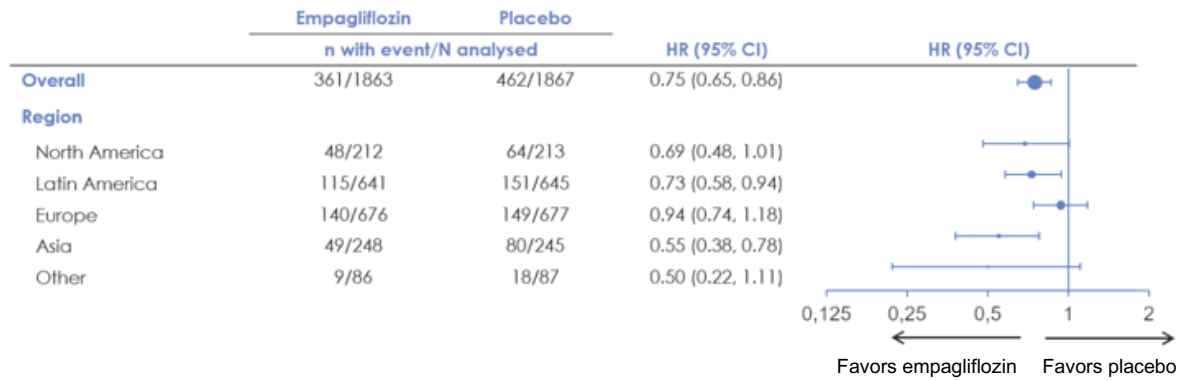 Empagliflozin Placebo
n with event/N analysed HR (95% CI) HR (95% CI)
Overall 361/1863 462/1867 0.75 (0.65, 0.86)
Region
North America 48/212 64/213 0.69 (0.48, 1.01)
Latin America 115/641 151/645 0.73 (0.58, 0.94)
Europe 140/676 149/677 0.94 (0.74, 1.18)
Asia 49/248 80/245 0.55 (0.38, 0.78)
Other 9/86 18/87 0.50 (0.22, 1.11)
0,125 0,25 0,5 1 2
Favors empagliflozin Favors placebo